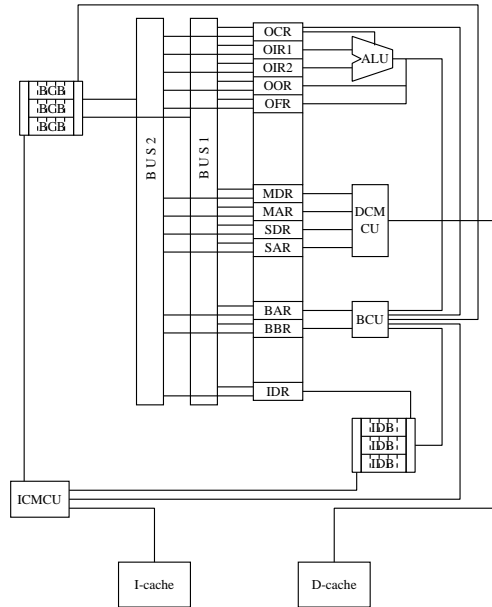 OCR
OIR1
ALU
OIR2
OOR
OFR
BGB
BGB
BGB
BUS2
BUS1
MDR
MAR
SDR
SAR
DCM
CU
BAR
BBR
BCU
IDR
IDB
IDB
IDB
ICMCU
I-cache
D-cache